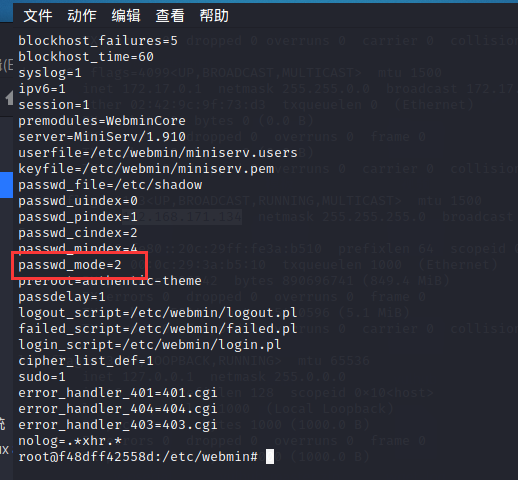 文件 动作 编辑 查看 帮助
blockhost_failures=5
blockhost_time=60
syslog=1
ipv6=1
session=1
premodules=WebminCore
server=MiniServ/1.910
userfile=/etc/webmin/miniserv.users
keyfile=/etc/webmin/miniserv.pem
passwd_file=/etc/shadow
passwd_uindex=0
passwd_pindex=1
passwd_cindex=2
passwd_mindex=4
passwd_mode=2
preroot=authentic-theme
passdelay=1
logout_script=/etc/webmin/logout.pl
failed_script=/etc/webmin/failed.pl
login_script=/etc/webmin/login.pl
cipher_list_def=1
sudo=1
error_handler_401=401.cgi
error_handler_404=404.cgi
error_handler_403=403.cgi
nolog=.*xhr.*
root@f48dff42558d:/etc/webmin#